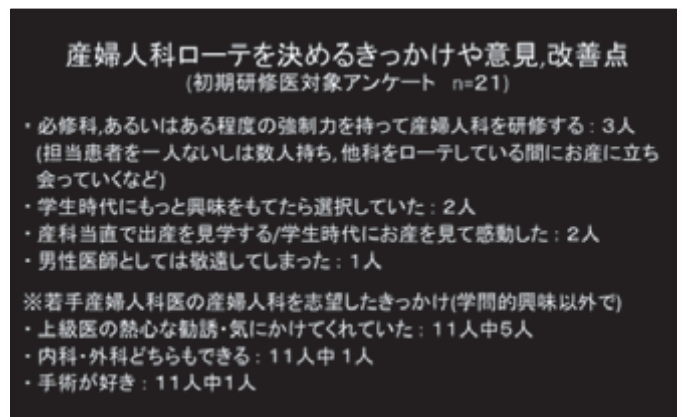 産婦人科ローテを決めるきっかけや意見,改善点
(初期研修医対象アンケート n=21)
・必修科,あるいはある程度の強制力を持って産婦人科を研修する：3人
(担当患者を一人ないしは数人持ち,他科をローテしている間にお産に立ち
会っていくなど)
・学生時代にもっと興味をもてたら選択していた：2人
・産科当直で出産を見学する/学生時代にお産を見て感動した：2人
・男性医師としては敬遠してしまった：1人
※若手産婦人科医の産婦人科を志望したきっかけ(学問的興味以外で)
・上級医の熱心な勧誘・気にかけてくれていた：11人中5人
・内科・外科どちらもできる：11人中 1人
・手術が好き：11人中1人